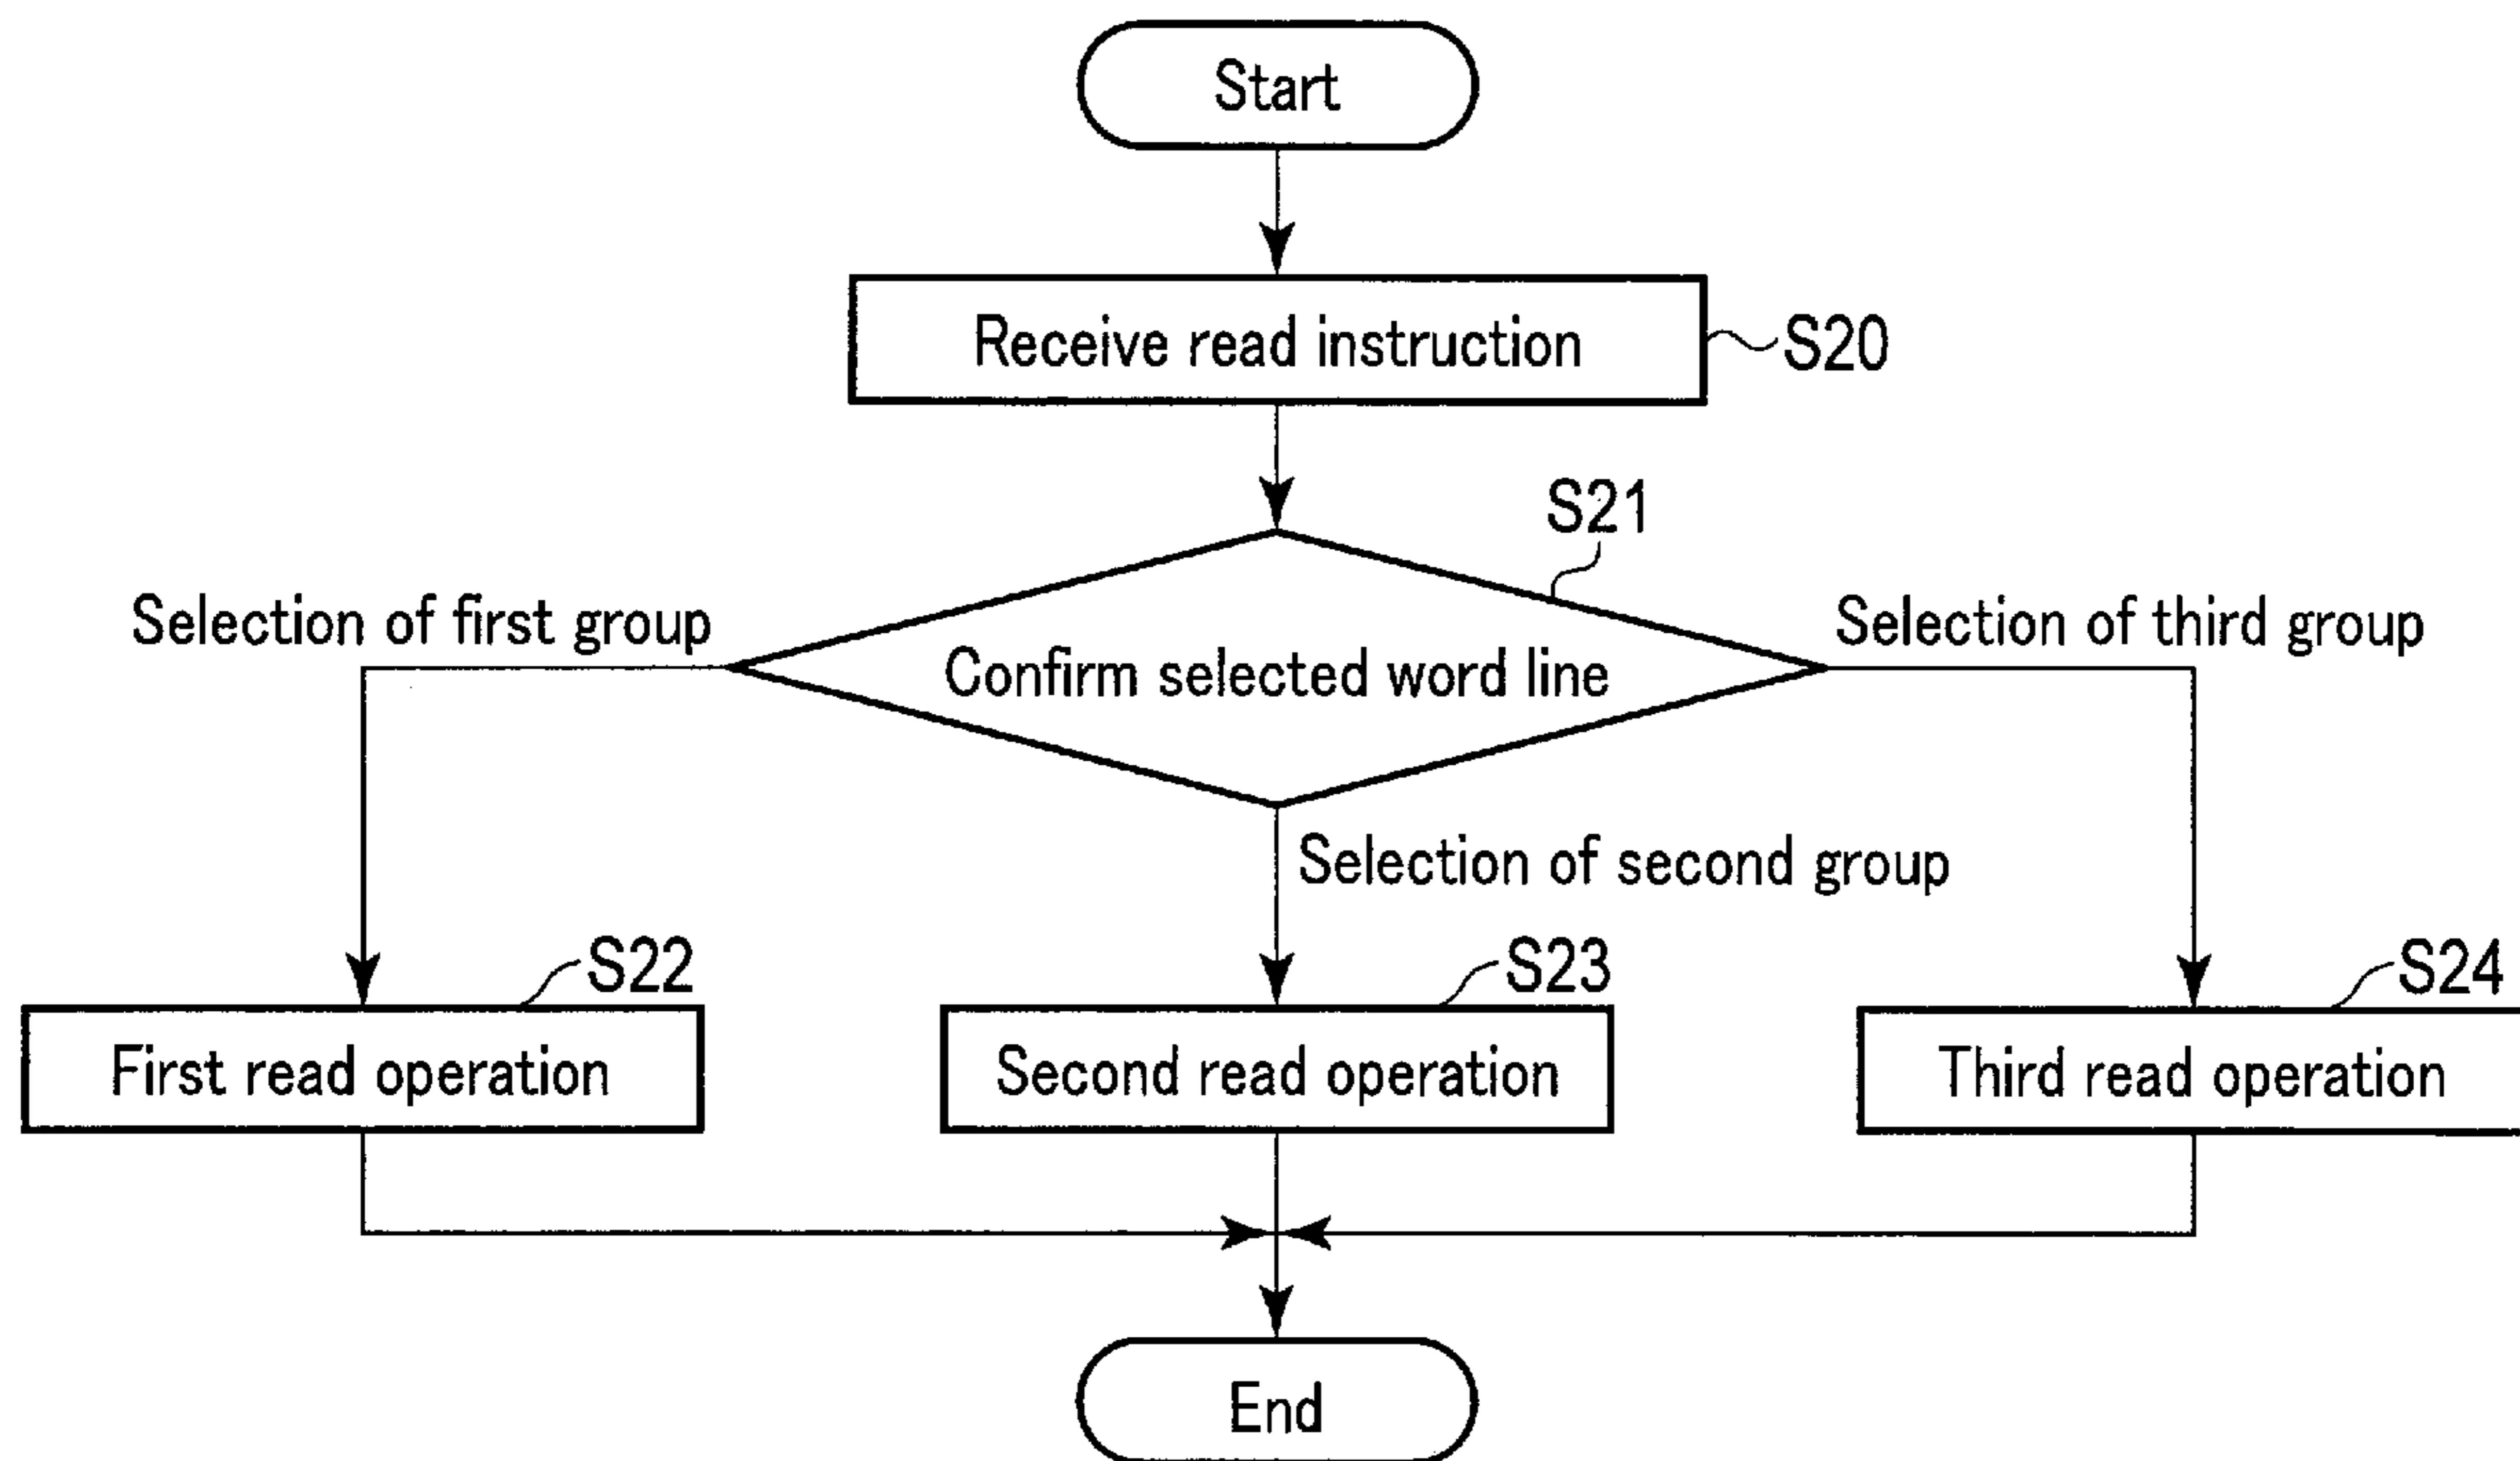 Start
Receive read instruction
S20
S21
Selection of first group
Selection of third group
Confirm selected word line
Selection of second group
S22
S23
S24
First read operation
Second read operation
Third read operation
End